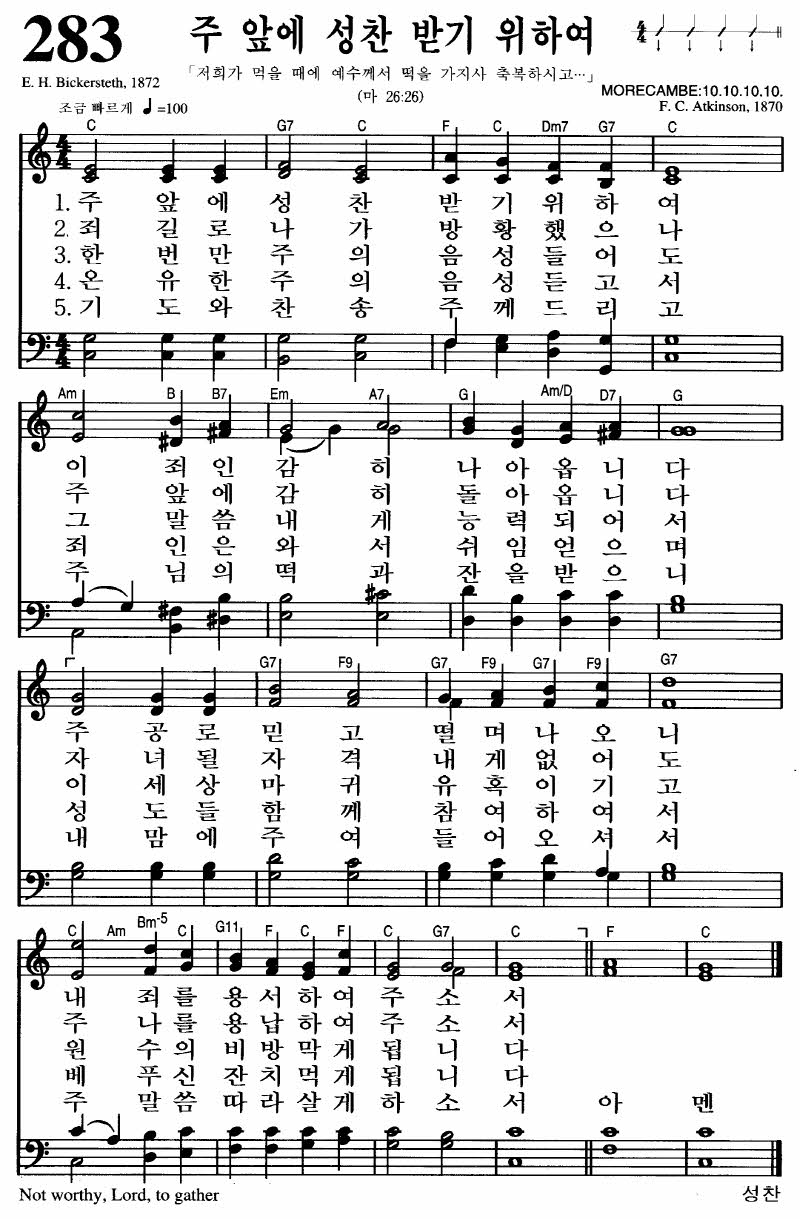 283 주 앞에 성찬 받기 위하여
「저희가 먹을 때에 예수께서 떡을 가지사 축복하시고…」
E. H. Bickersteth, 1872
(마 26:26)
MORECAMBE:10.10.10.10.
조금 빠르게 ♩=100
F. C. Atkinson, 1870
C G7 C F C Dm7 G7 C
4 4
1. 주 앞 에 성 찬 받 기 위 하 여
2. 죄 길 로 나 가 방 황 했 으 나
3. 한 번 만 주 의 음 성 들 어 도
4. 온 유 한 주 의 음 성 듣 고 서
5. 기 도 와 찬 송 주 께 드 리 고
4 4
Am B B7 Em A7 G Am/D D7 G
이 죄 인 감 히 나 아 옵 니 다
주 앞 에 감 히 돌 아 옵 니 다
그 말 씀 내 게 능 력 되 어 서
죄 인 은 와 서 쉬 임 얻 으 며
주 님 의 떡 과 잔 을 받 으 니
G7 F9 G7 F9 G7 F9 G7
주 공 로 믿 고 떨 며 나 오 니
자 녀 될 자 격 내 게 없 어 도
이 세 상 마 귀 유 혹 이 기 고
성 도 들 함 께 참 여 하 여 서
내 맘 에 주 여 들 어 오 셔 서
C Am Bm-5 C G11 F C F C G7 C F C
내 죄 를 용 서 하 여 주 소 서
주 나 를 용 납 하 여 주 소 서
원 수 의 비 방 막 게 됩 니 다
베 푸 신 잔 치 먹 게 됩 니 다
주 말 씀 따 라 살 게 하 소 서 아 멘
Not worthy, Lord, to gather
성찬